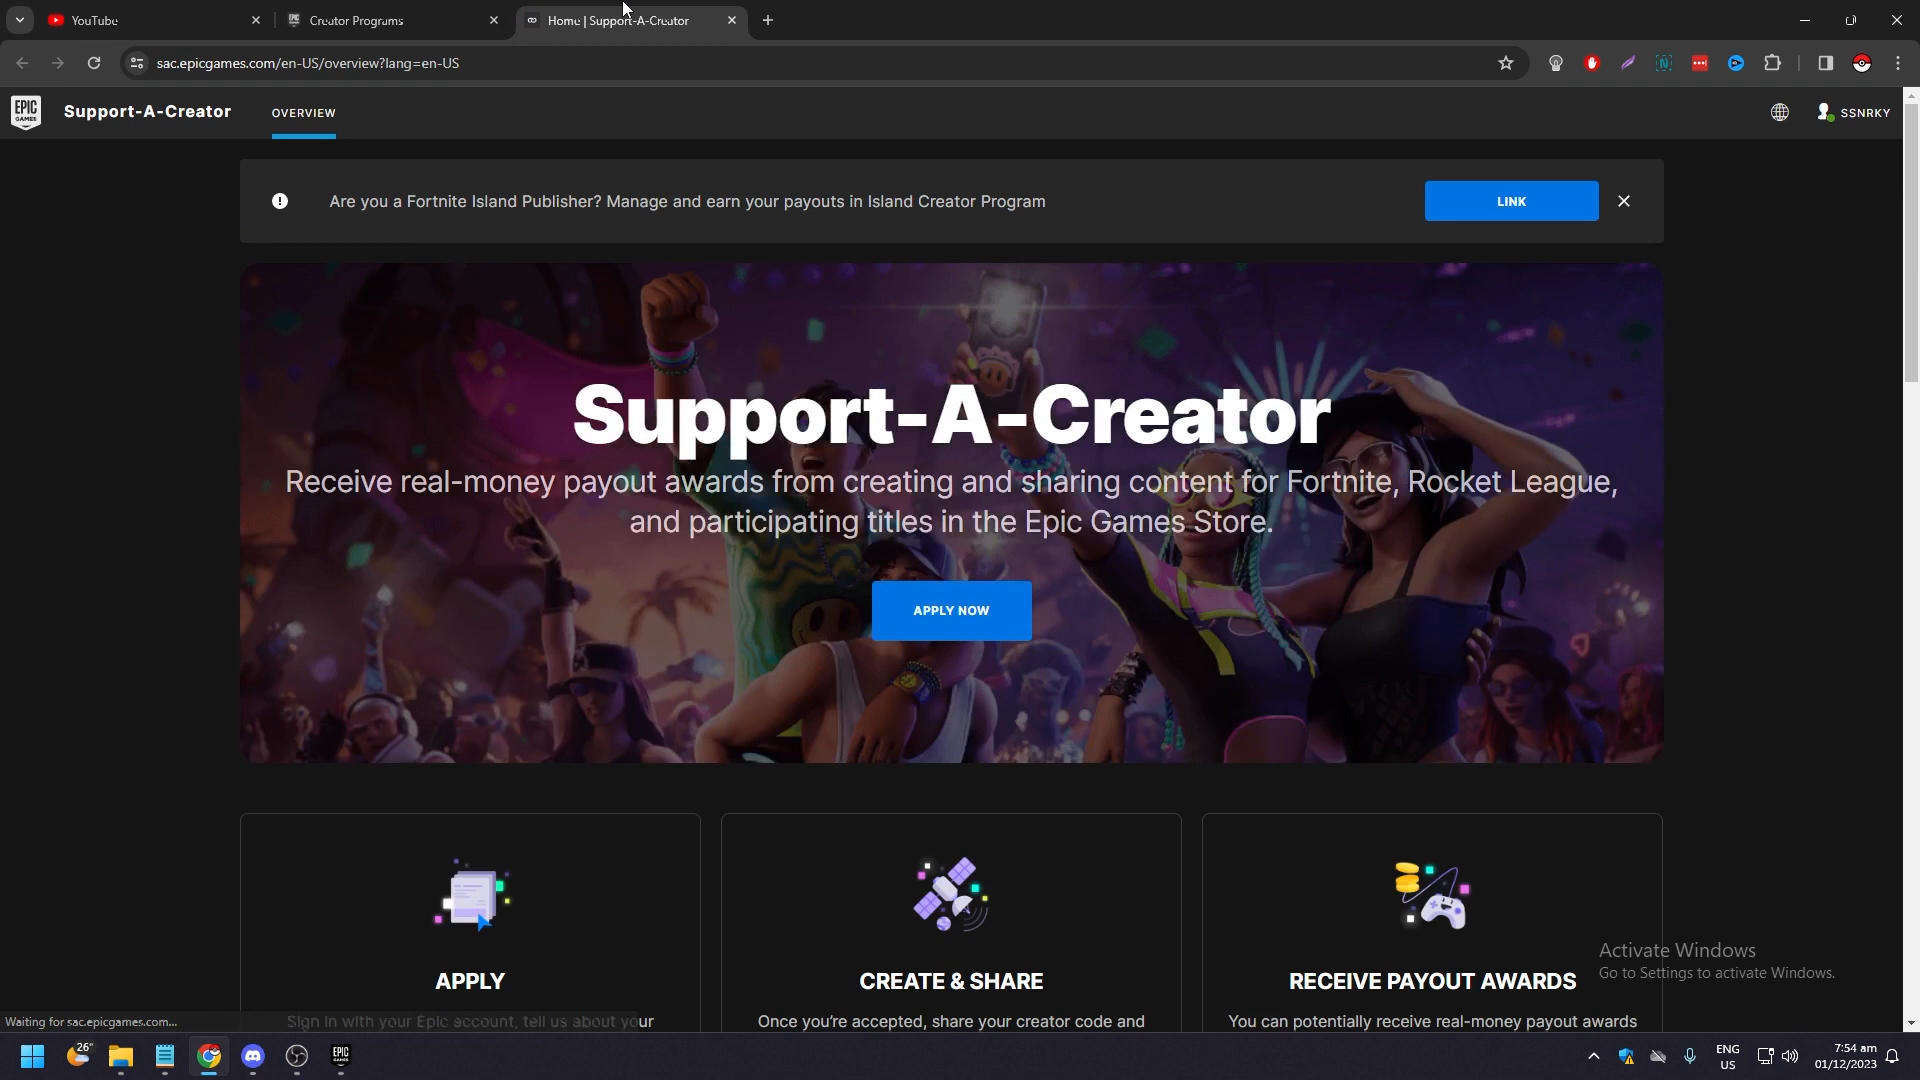 YouTube
Creator Programs
Home | Support-A-Creator
sac.epicgames.com/en-US/overview?lang=en-US
EPIC GAMES
Support-A-Creator
OVERVIEW
SSNRKY
Are you a Fortnite Island Publisher? Manage and earn your payouts in Island Creator Program
LINK
Support-A-Creator
Receive real-money payout awards from creating and sharing content for Fortnite, Rocket League,
and participating titles in the Epic Games Store.
APPLY NOW
APPLY
Sign in with your Epic account, tell us about your
CREATE & SHARE
Once you're accepted, share your creator code and
RECEIVE PAYOUT AWARDS
You can potentially receive real-money payout awards
Activate Windows
Go to Settings to activate Windows.
Waiting for sac.epicgames.com...
26°
EPIC GAMES
ENG
US
7:54 am
01/12/2023